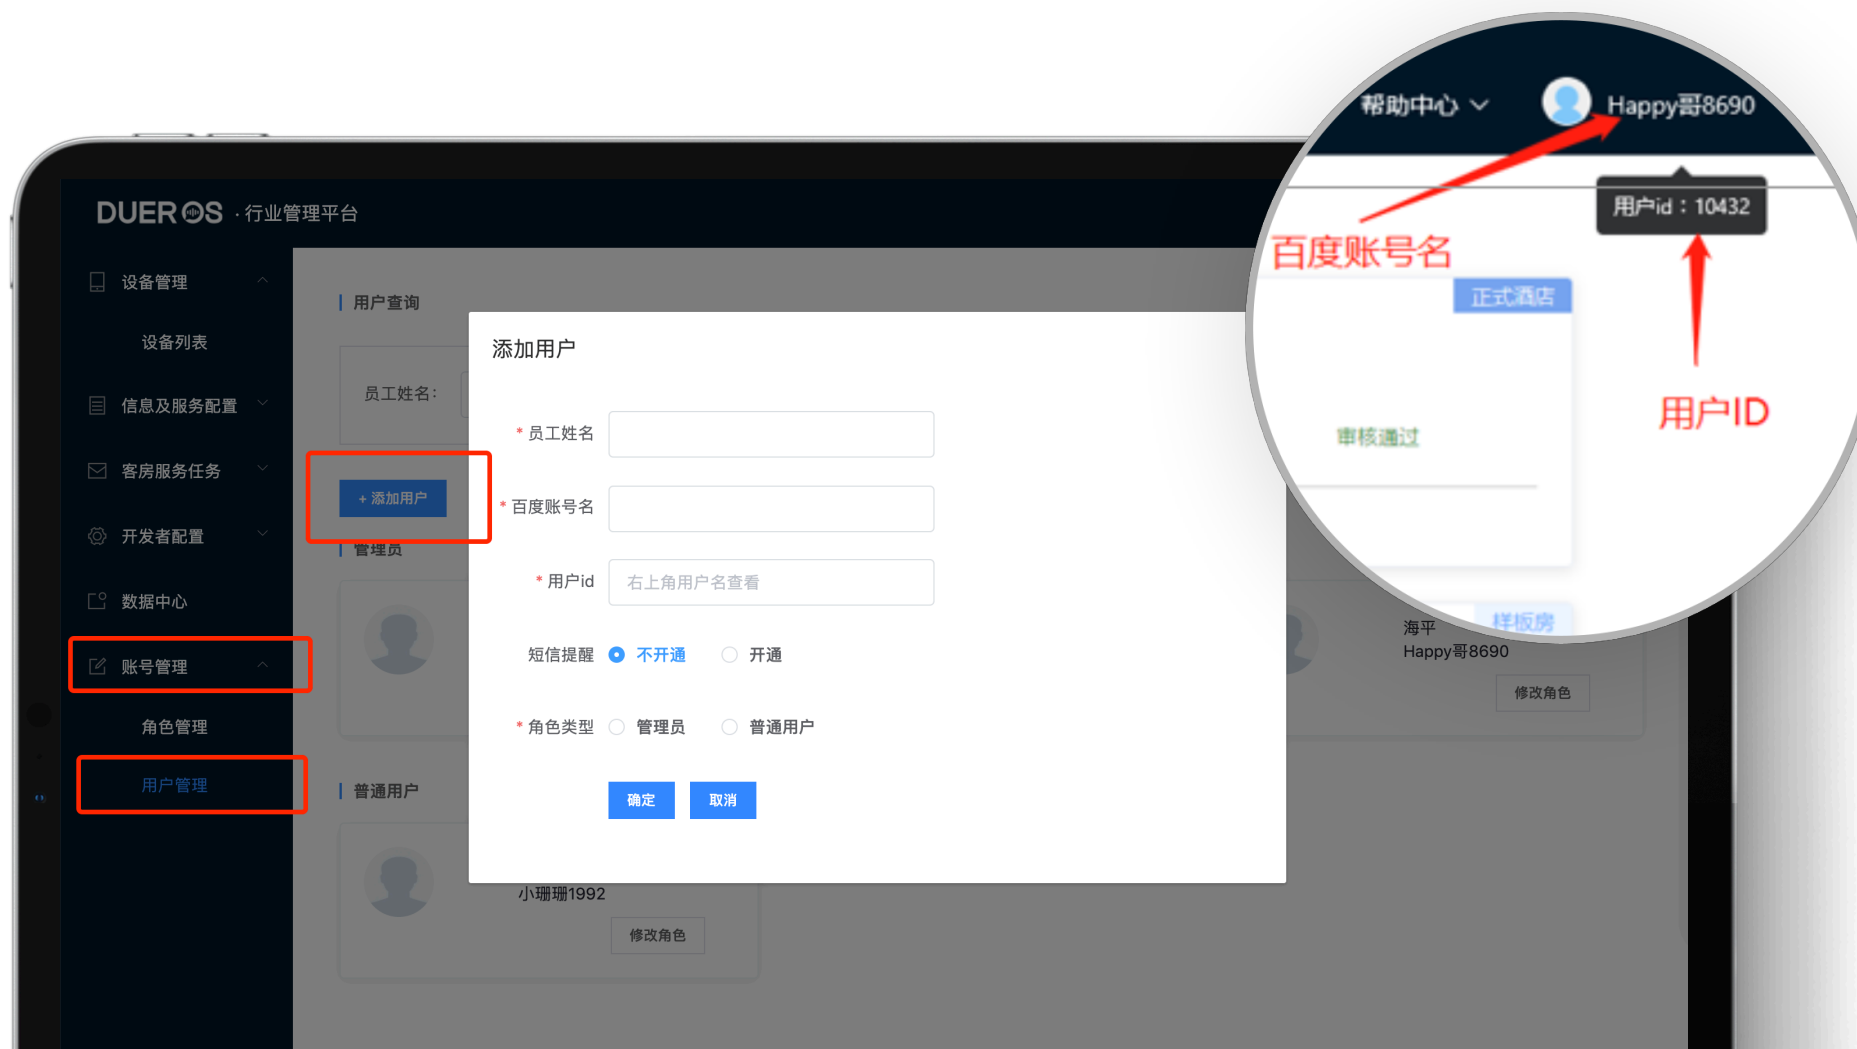 帮助中心
Happy哥8690
用户id：10432
百度账号名
正式酒店
用户ID
审核通过
样板房
DUEROS · 行业管理平台
设备管理
设备列表
信息及服务配置
客房服务任务
开发者配置
数据中心
账号管理
角色管理
用户管理
用户查询
员工姓名：
+ 添加用户
管理员
添加用户
* 员工姓名
* 百度账号名
* 用户id 右上角用户名查看
短信提醒 不开通 开通
* 角色类型 管理员 普通用户
确定 取消
海平
Happy哥8690
修改角色
普通用户
小珊珊1992
修改角色